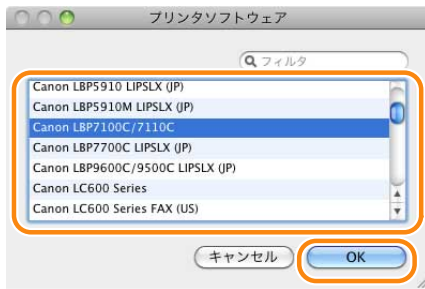 プリンタソフトウェア
フィルタ
Canon LBP5910 LIPSLX (JP)
Canon LBP5910M LIPSLX (JP)
Canon LBP7100C/7110C
Canon LBP7700C LIPSLX (JP)
Canon LBP9600C/9500C LIPSLX (JP)
Canon LC600 Series
Canon LC600 Series FAX (US)
キャンセル
OK